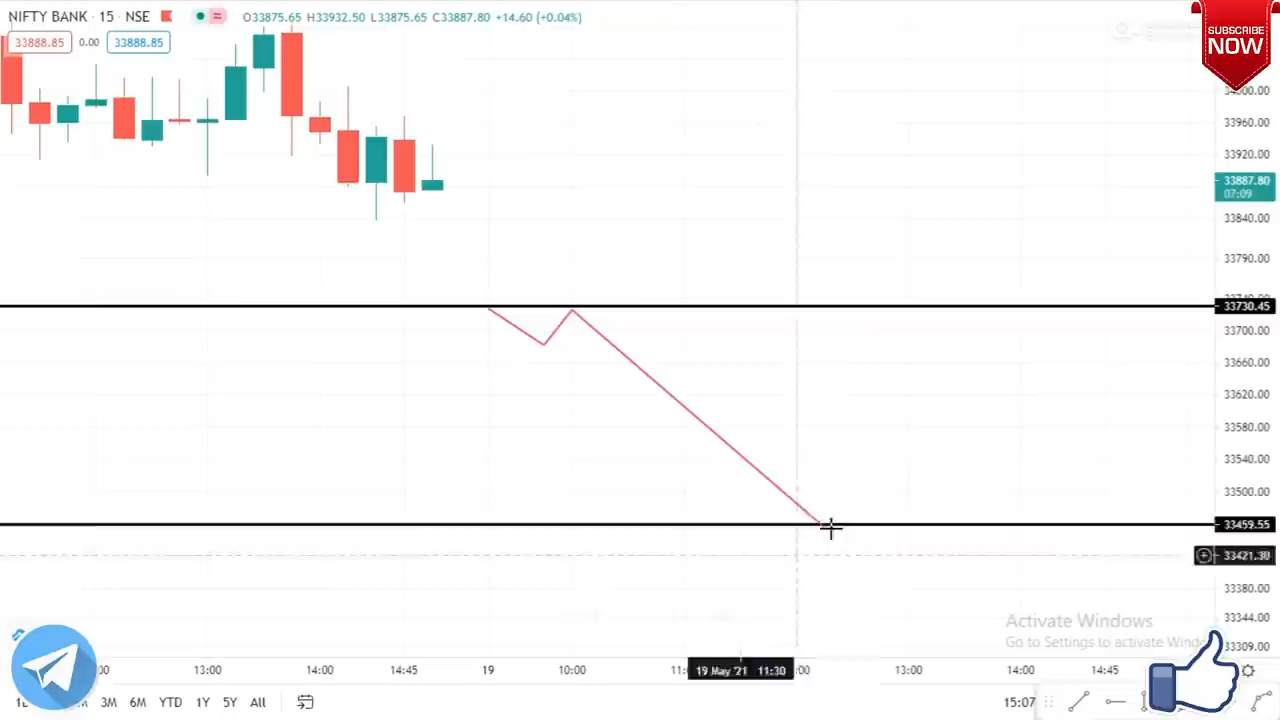 NIFTY BANK · 15 · NSE O33875.65 H33932.50 L33875.65 C33887.80 +14.60 (+0.04%)
33888.85 0.00 33888.85
SUBSCRIBE
NOW
34000.00
33960.00
33920.00
33887.80
07:09
33840.00
33790.00
33730.45
33700.00
33660.00
33620.00
33580.00
33540.00
33500.00
33459.55
33421.30
33380.00
33344.00
33309.00
Activate Windows
Go to Settings to activate Windo
13:00 14:00 14:45 19 10:00 19 May '21 11:30 13:00 14:00 14:45
3M 6M YTD 1Y 5Y All 15:07